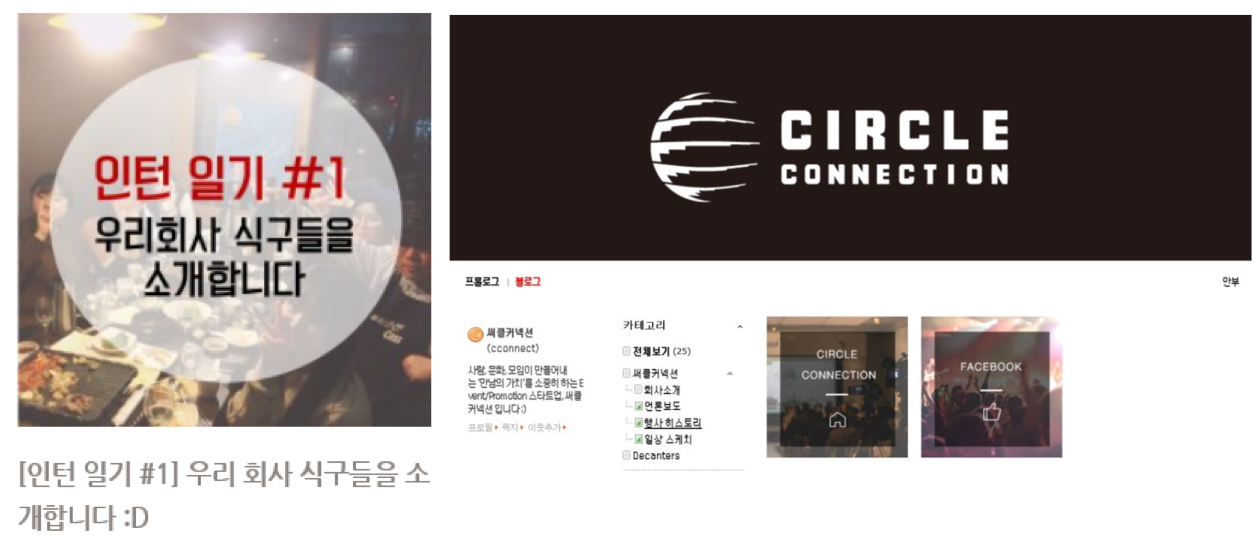 인턴 일기 #1
우리회사 식구들을
소개합니다
[인턴 일기 #1] 우리 회사 식구들을 소
개합니다 :D
CIRCLE
CONNECTION
프롤로그 | 블로그
안부
써클커넥션
(cconnect)
사람, 문화, 모임이 만들어내
는 '만남의 가치'를 소중히 하는 E
vent/Promotion 스타트업, 써클
커넥션 입니다:)
프로필 쪽지 이웃추가
카테고리
전체보기 (25)
써클커넥션
회사소개
언론보도
행사 히스토리
일상 스케치
Decanters
CIRCLE
CONNECTION
FACEBOOK